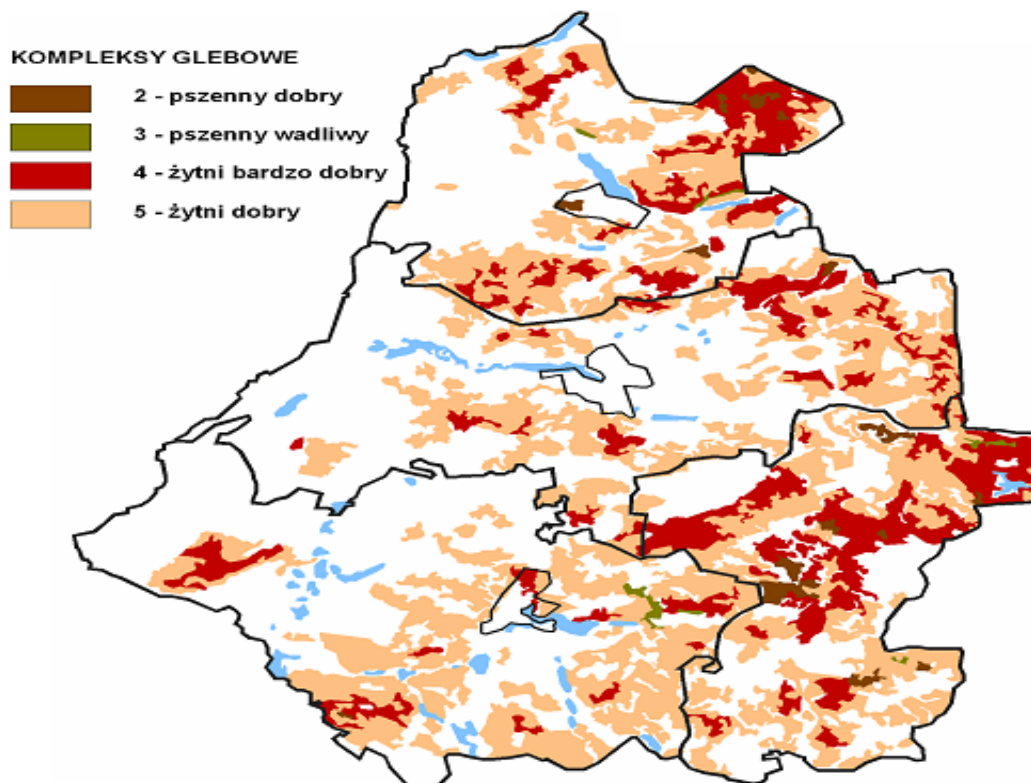 KOMPLEKSY GLEBOWE
2 - pszenny dobry
3 - pszenny wadliwy
4 - żytni bardzo dobry
5 - żytni dobry